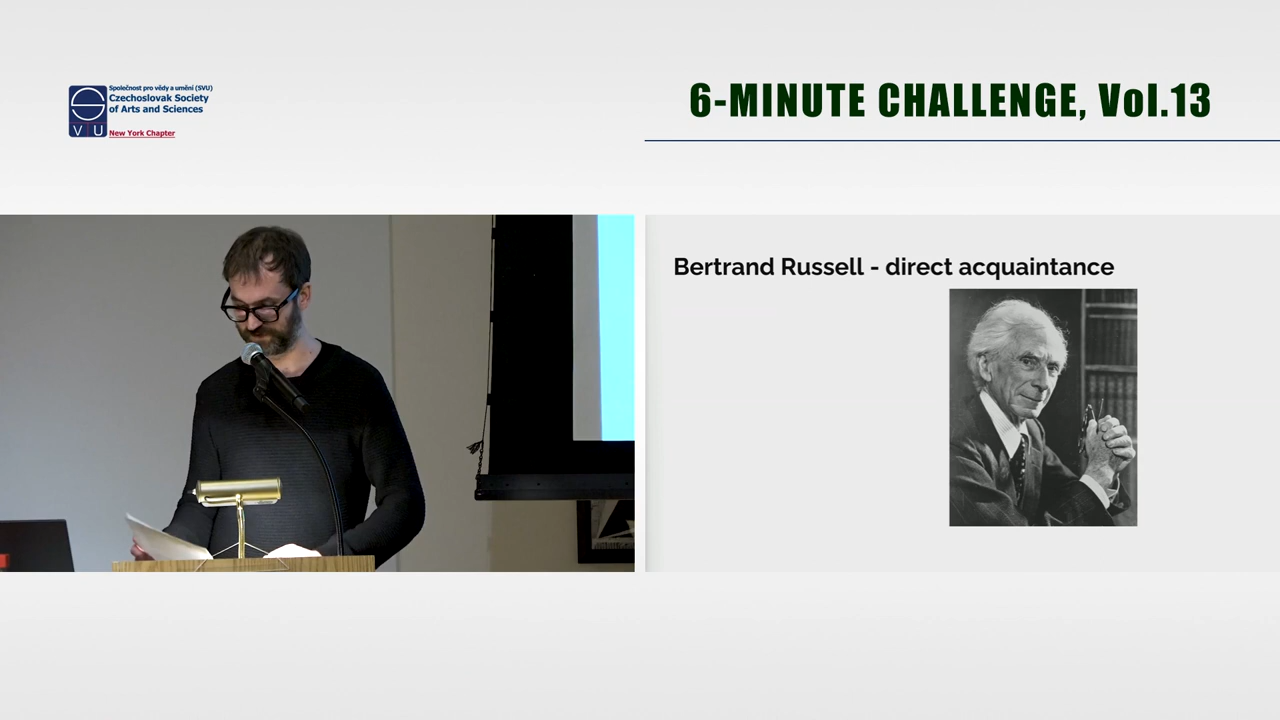 Společnost pro vědy a umění (SVU)
Czechoslovak Society
of Arts and Sciences
V U
New York Chapter
6-MINUTE CHALLENGE, Vol.13
Bertrand Russell - direct acquaintance